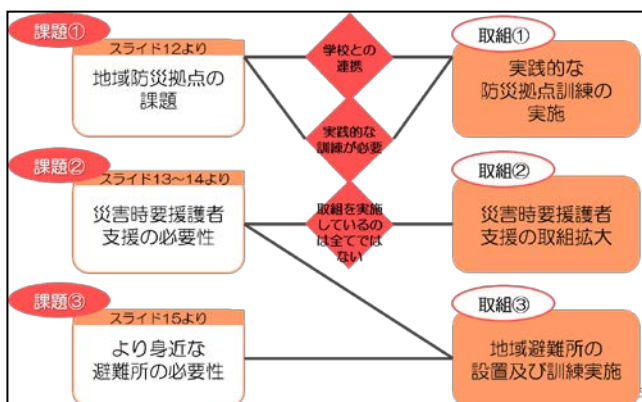 課題①
スライド12より
地域防災拠点の
課題
学校との
連携
実践的な
訓練が必要
取組①
実践的な
防災拠点訓練の
実施
課題②
スライド13〜14より
災害時要援護者
支援の必要性
取組を実施
しているの
は全てでは
ない
取組②
災害時要援護者
支援の取組拡大
課題③
スライド15より
より身近な
避難所の必要性
取組③
地域避難所の
設置及び訓練実施